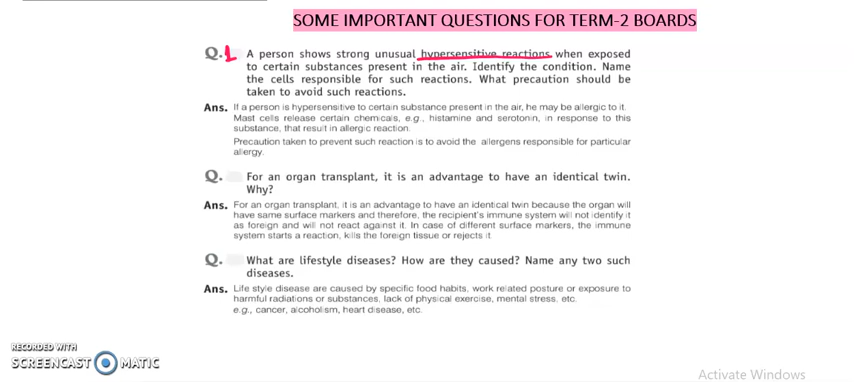 SOME IMPORTANT QUESTIONS FOR TERM-2 BOARDS
Q.1 A person shows strong unusual hypersensitive reactions when exposed
to certain substances present in the air. Identify the condition. Name
the cells responsible for such reactions. What precaution should be
taken to avoid such reactions.
Ans. If a person is hypersensitive to certain substance present in the air, he may be allergic to it.
Mast cells release certain chemicals, e.g., histamine and serotonin, in response to this
substance, that result in allergic reaction.
Precaution taken to prevent such reaction is to avoid the allergens responsible for particular
allergy.
Q. For an organ transplant, it is an advantage to have an identical twin.
Why?
Ans. For an organ transplant, it is an advantage to have an identical twin because the organ will
have same surface markers and therefore, the recipient's immune system will not identify it
as foreign and will not react against it. In case of different surface markers, the immune
system starts a reaction, kills the foreign tissue or rejects it.
Q. What are lifestyle diseases? How are they caused? Name any two such
diseases.
Ans. Life style disease are caused by specific food habits, work related posture or exposure to
harmful radiations or substances, lack of physical exercise, mental stress, etc.
e.g., cancer, alcoholism, heart disease, etc.
RECORDED WITH
SCREENCAST MATIC
Activate Windows